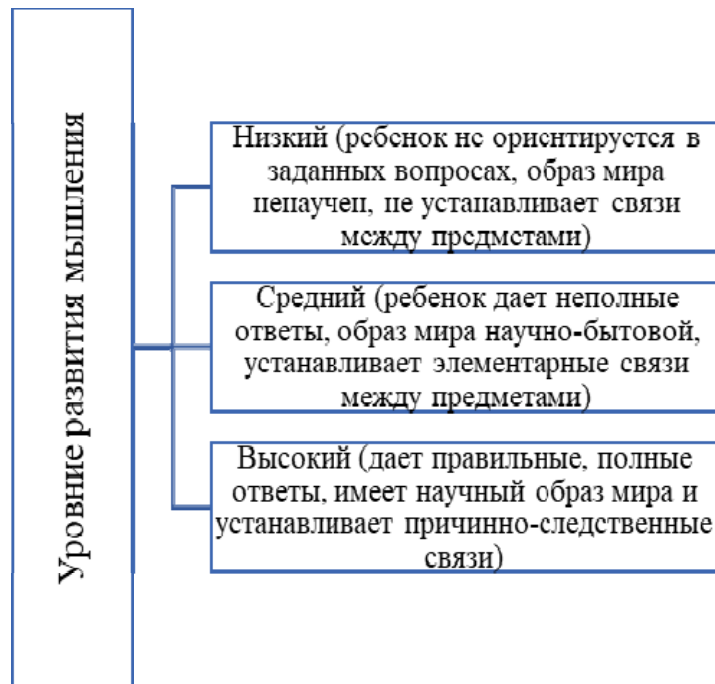 Уровние развития мышления
Низкий (ребенок не ориентируется в
заданных вопросах, образ мира
ненаучен, не устанавливает связи
между предметами)
Средний (ребенок дает неполные
ответы, образ мира научно-бытовой,
устанавливает элементарные связи
между предметами)
Высокий (дает правильные, полные
ответы, имеет научный образ мира и
устанавливает причинно-следственные
связи)